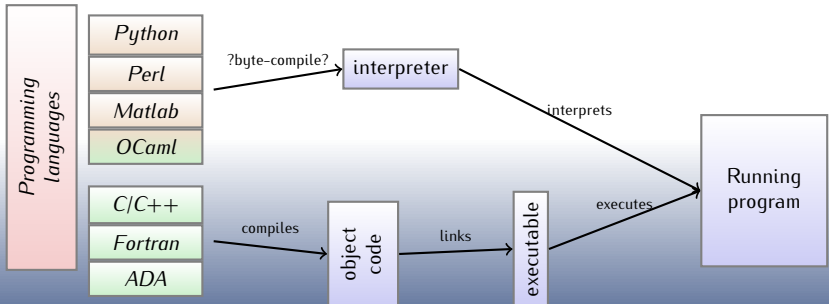 Programming
languages
Python
Perl
Matlab
OCaml
C/C++
Fortran
ADA
?byte-compile?
interpreter
interprets
compiles
object
code
links
executable
executes
Running
program